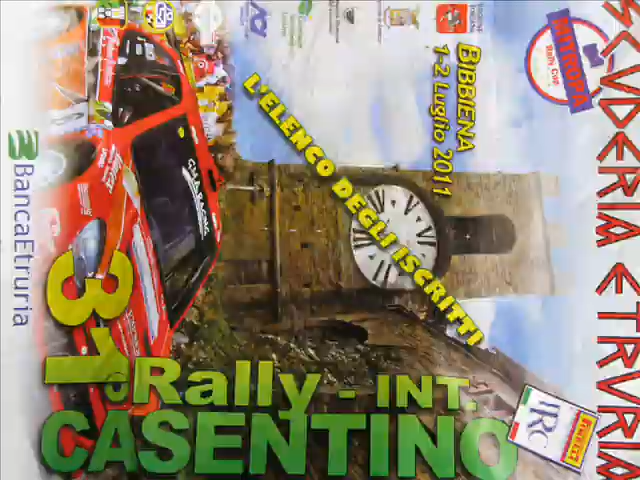 SCVDERIA ETRVRIA
MITROPA
Rally Cup
BIBBIENA
1-2 Luglio 2011
L'ELENCO DEGLI ISCRITTI
BancaEtruria
31° Rally - INT.
CASENTINO
IRC
PIRELLI